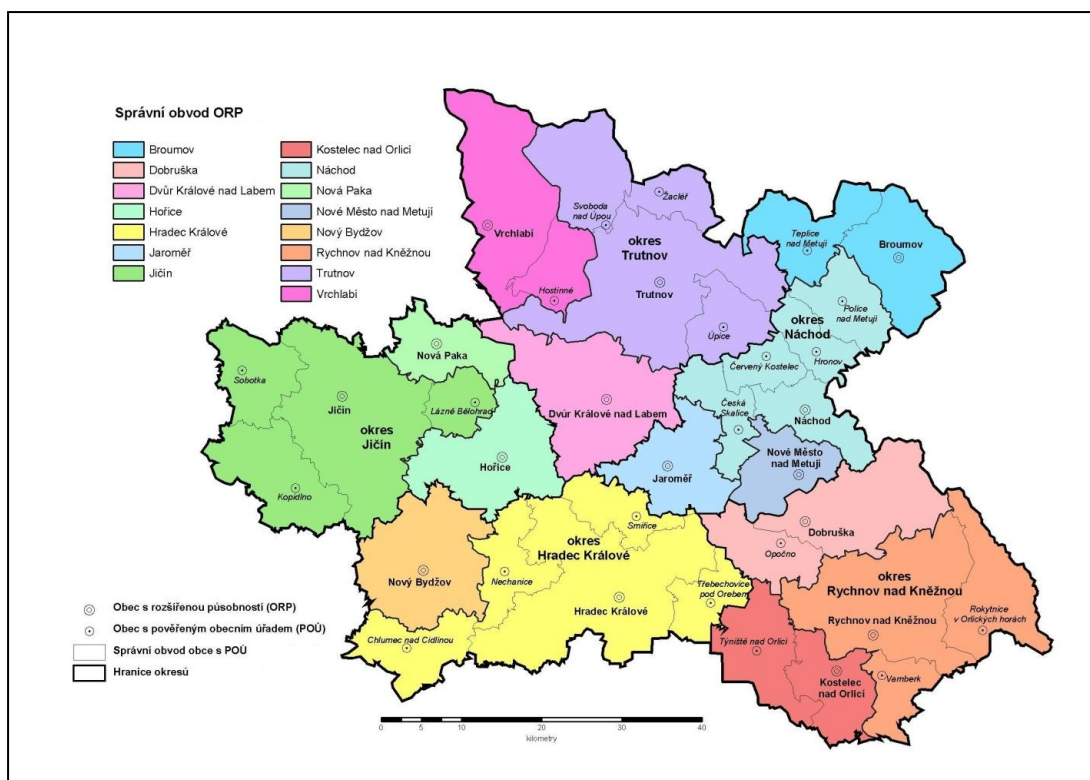 Správní obvod ORP
Broumov
Dobruška
Dvůr Králové nad Labem
Hořice
Hradec Králové
Jaroměř
Jičín
Kostelec nad Orlicí
Náchod
Nová Paka
Nové Město nad Metují
Nový Bydžov
Rychnov nad Kněžnou
Trutnov
Vrchlabí
Vrchlabí
Svoboda
nad Úpou
Žacléř
okres
Trutnov
Trutnov
Hostinné
Úpice
Teplice
nad Metují
Broumov
Police
nad Metují
okres
Náchod
Hronov
Červený Kostelec
Česká
Skalice
Náchod
Nové Město
nad Metují
Nová Paka
Sobotka
Jičín
Lázně Bělohrad
okres
Jičín
Dvůr Králové nad Labem
Hořice
Jaroměř
Kopidlno
Smiřice
okres
Hradec Králové
Dobruška
Opočno
Nový Bydžov
Nechanice
Hradec Králové
Třebechovice
pod Oreben
okres
Rychnov nad Kněžnou
Rychnov nad Kněžnou
Rokytnice
v Orlických horách
Chlumec nad Cidlinou
Týniště nad Orlicí
Kostelec
nad Orlicí
Vamberk
Obec s rozšířenou působností (ORP)
Obec s pověřeným obecním úřadem (POÚ)
Správní obvod obce s POÚ
Hranice okresů
0 5 10 20 30 40
kilometry